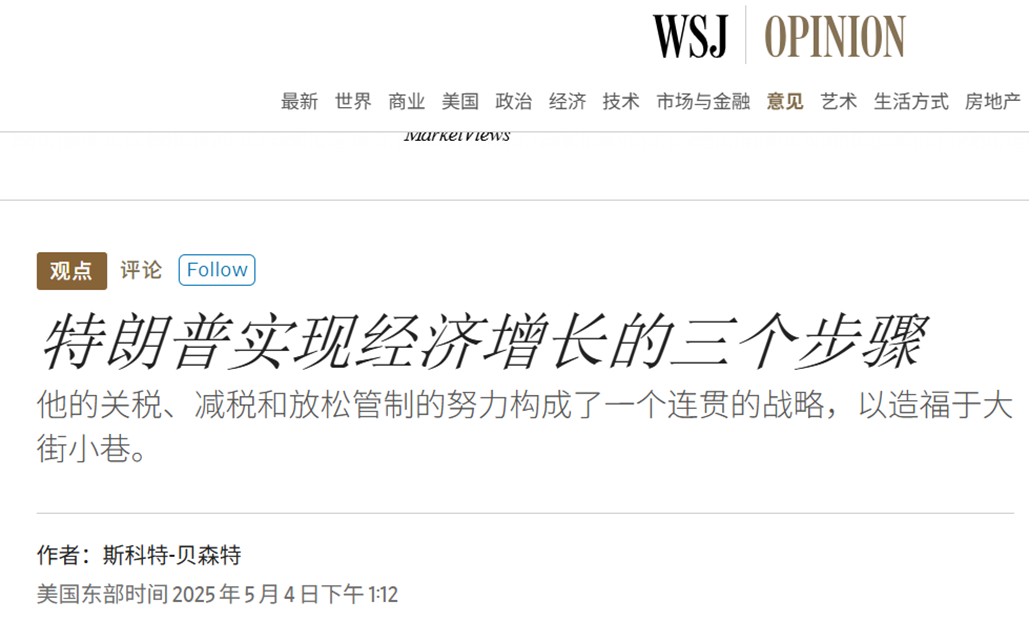 WSJ OPINION
最新 世界 商业 美国 政治 经济 技术 市场与金融 意见 艺术 生活方式 房地产
MarketViews
观点 评论 Follow
特朗普实现经济增长的三个步骤
他的关税、减税和放松管制的努力构成了一个连贯的战略，以造福于大
街小巷。
作者：斯科特-贝森特
美国东部时间 2025 年 5 月 4 日下午 1:12